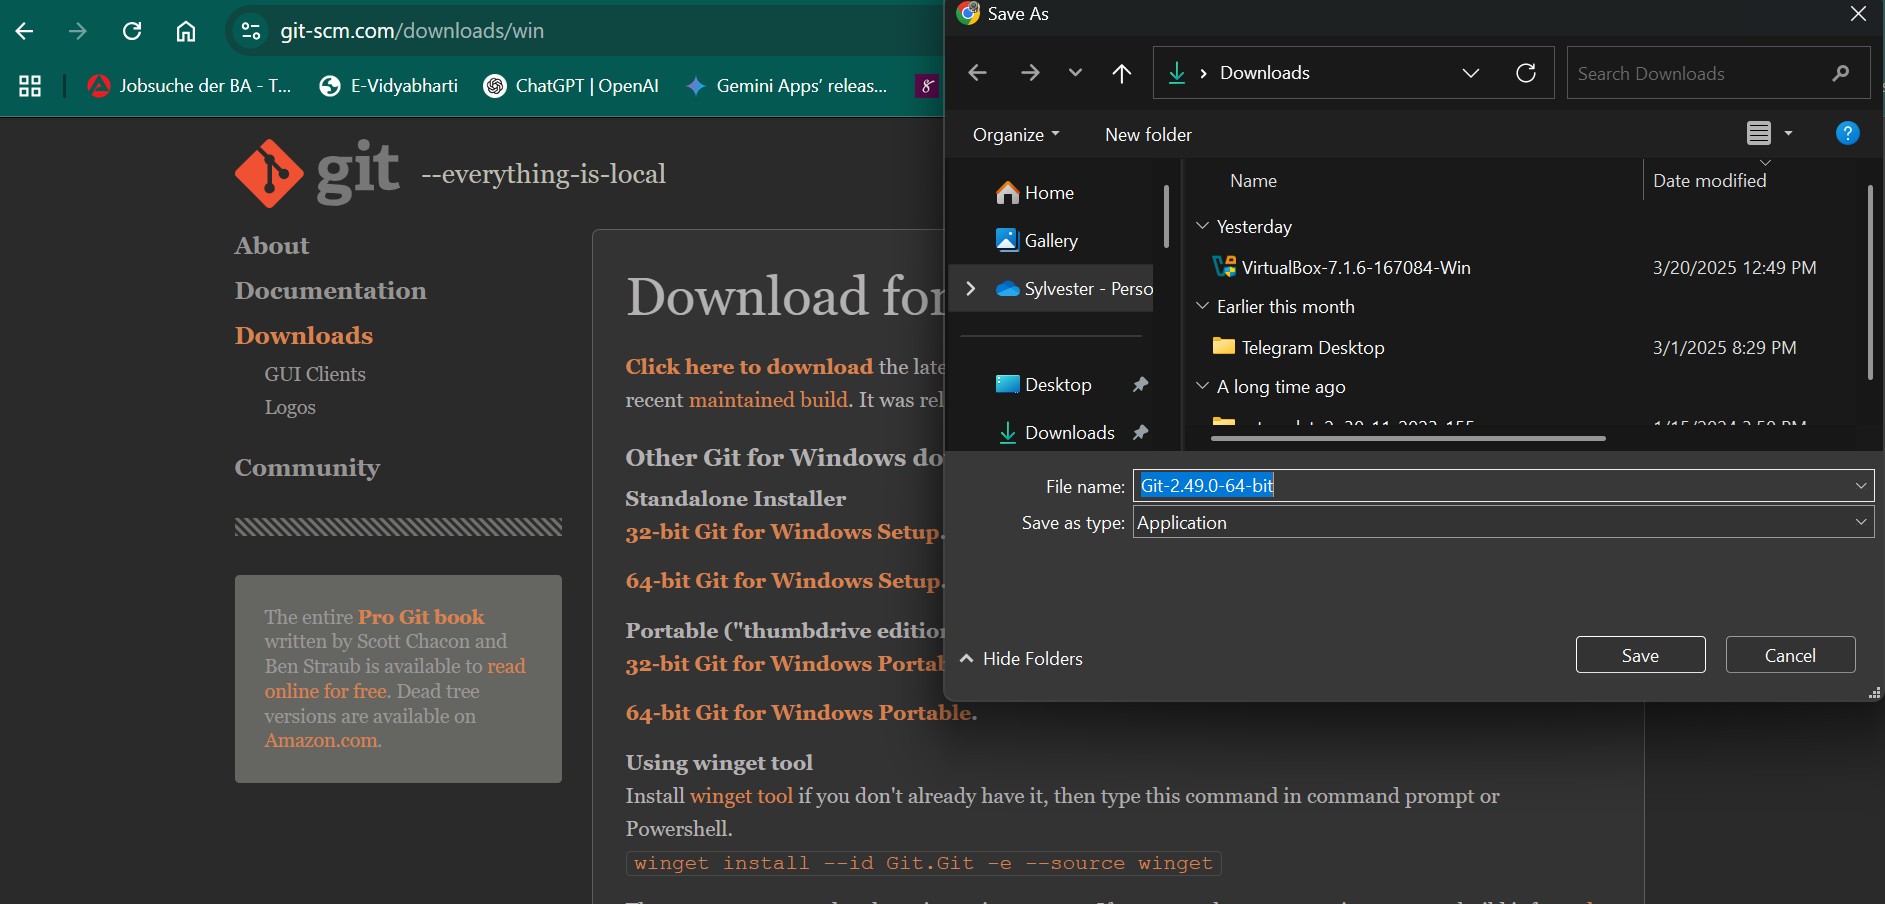 git-scm.com/downloads/win
Jobsuche der BA - T...
E-Vidyabharti
ChatGPT | OpenAI
Gemini Apps’ releas...
git --everything-is-local
About
Documentation
Downloads
GUI Clients
Logos
Community
The entire Pro Git book
written by Scott Chacon and
Ben Straub is available to read
online for free. Dead tree
versions are available on
Amazon.com.
Download for
Click here to download the late
recent maintained build. It was rel
Other Git for Windows do
Standalone Installer
32-bit Git for Windows Setup.
64-bit Git for Windows Setup.
Portable ("thumbdrive edition
32-bit Git for Windows Portab
64-bit Git for Windows Portable.
Using winget tool
Install winget tool if you don't already have it, then type this command in command prompt or
Powershell.
winget install --id Git.Git -e --source winget
Save As
Downloads
Search Downloads
Organize
New folder
Home
Gallery
Sylvester - Perso
Desktop
Downloads
Name
Date modified
Yesterday
VirtualBox-7.1.6-167084-Win
3/20/2025 12:49 PM
Earlier this month
Telegram Desktop
3/1/2025 8:29 PM
A long time ago
File name: Git-2.49.0-64-bit
Save as type: Application
Hide Folders
Save
Cancel